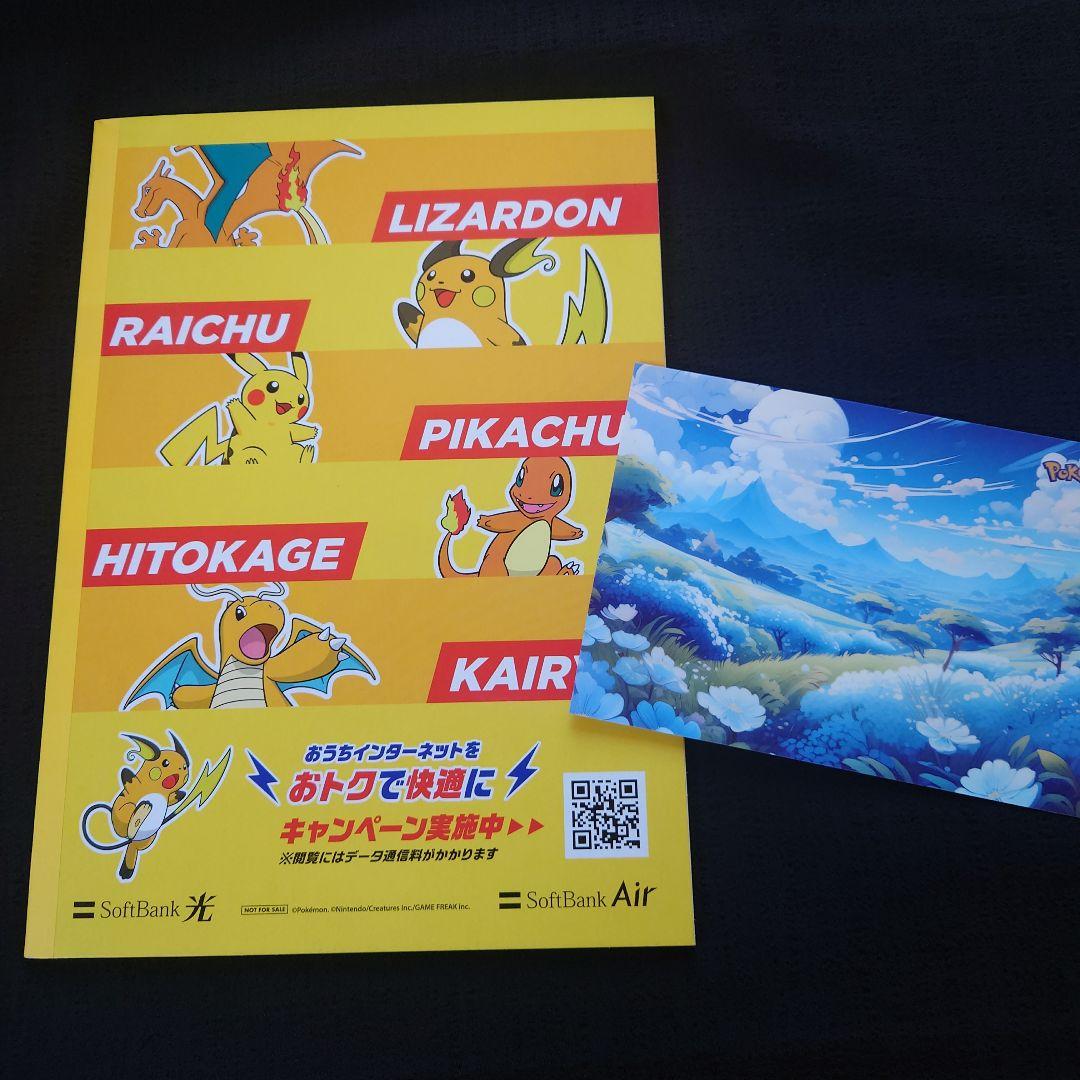 LIZARDON
RAICHU
PIKACHU
HITOKAGE
おうちインターネットを
おトクで快適に
キャンペーン実施中▶▶
※閲覧にはデータ通信料がかかります
SoftBank 光
NOT FOR SALE
©Pokémon. ©Nintendo/Creatures Inc./GAME FREAK inc.
SoftBank Air